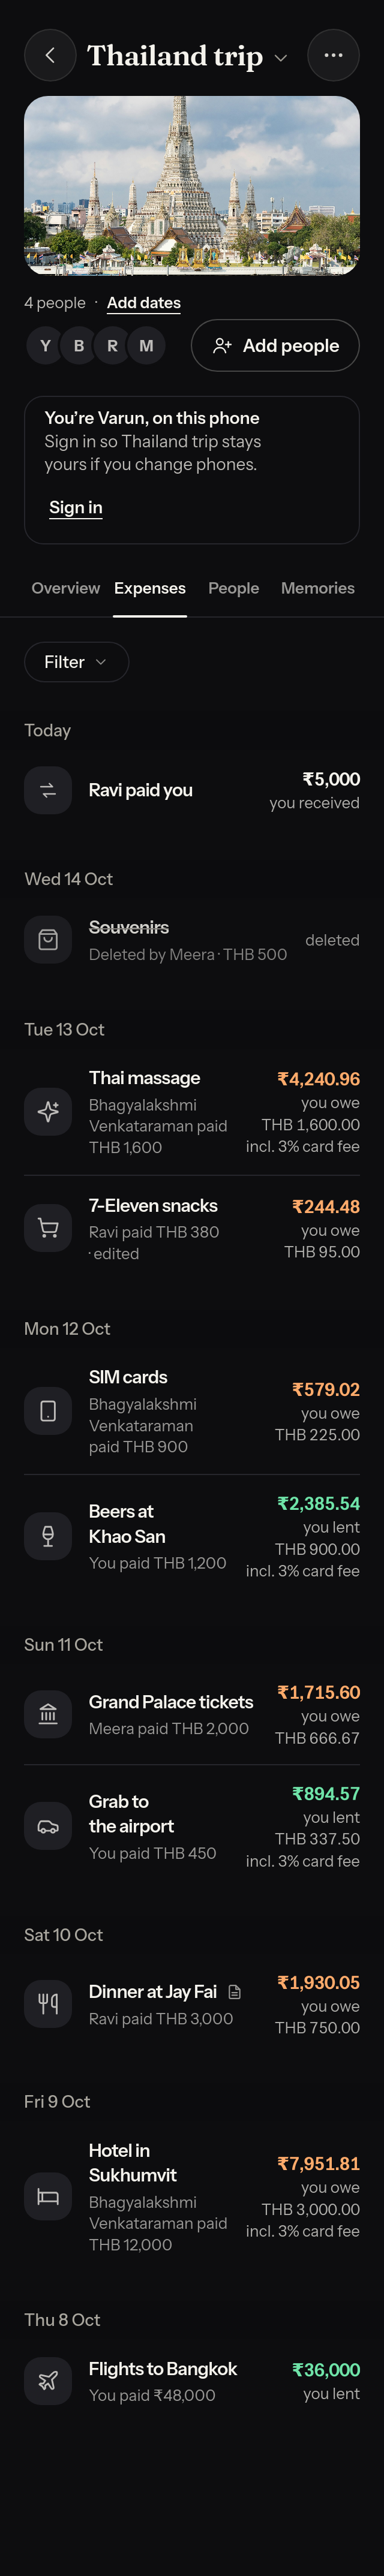 Thailand trip
4 people · Add dates
Y B R M
Add people
You’re Varun, on this phone
Sign in so Thailand trip stays
yours if you change phones.
Sign in
Overview Expenses People Memories
Filter
Today
Ravi paid you
₹5,000
you received
Wed 14 Oct
Souvenirs
Deleted by Meera · THB 500
deleted
Tue 13 Oct
Thai massage
Bhagyalakshmi
Venkataraman paid
THB 1,600
₹4,240.96
you owe
THB 1,600.00
incl. 3% card fee
7-Eleven snacks
Ravi paid THB 380
· edited
₹244.48
you owe
THB 95.00
Mon 12 Oct
SIM cards
Bhagyalakshmi
Venkataraman
paid THB 900
₹579.02
you owe
THB 225.00
Beers at
Khao San
You paid THB 1,200
₹2,385.54
you lent
THB 900.00
incl. 3% card fee
Sun 11 Oct
Grand Palace tickets
Meera paid THB 2,000
₹1,715.60
you owe
THB 666.67
Grab to
the airport
You paid THB 450
₹894.57
you lent
THB 337.50
incl. 3% card fee
Sat 10 Oct
Dinner at Jay Fai
Ravi paid THB 3,000
₹1,930.05
you owe
THB 750.00
Fri 9 Oct
Hotel in
Sukhumvit
Bhagyalakshmi
Venkataraman paid
THB 12,000
₹7,951.81
you owe
THB 3,000.00
incl. 3% card fee
Thu 8 Oct
Flights to Bangkok
You paid ₹48,000
₹36,000
you lent